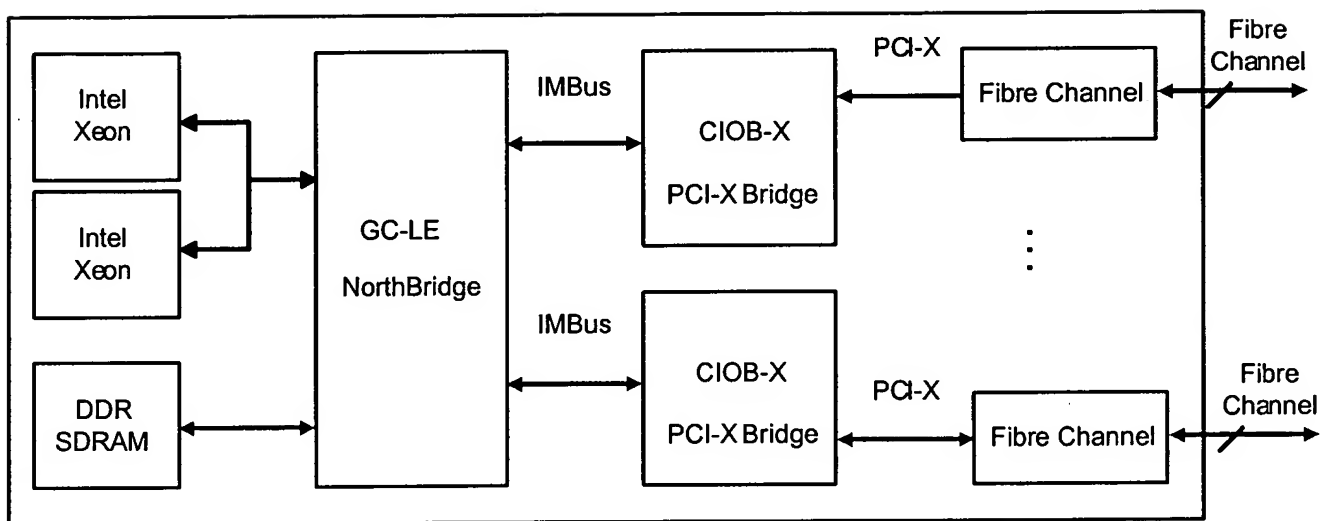 Intel
Xeon
Intel
Xeon
DDR
SDRAM
GC-LE
NorthBridge
IMBus
IMBus
CIOB-X
PCI-X Bridge
CIOB-X
PCI-X Bridge
PCI-X
Fibre Channel
Fibre
Channel
PCI-X
Fibre Channel
Fibre
Channel